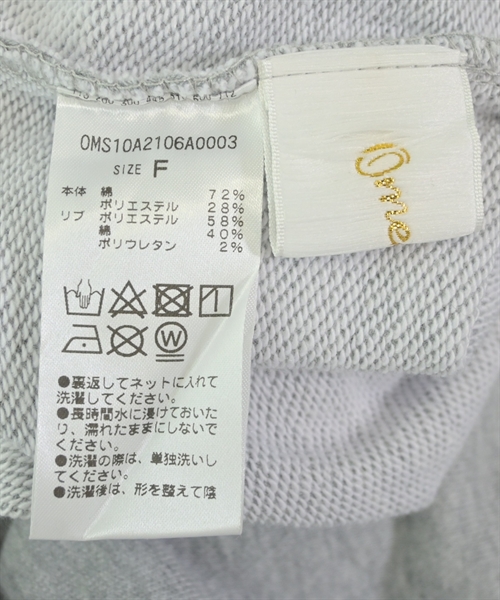 OMS10A2106A0003
SIZE F
本体 綿 72%
ポリエステル 28%
リブ ポリエステル 58%
綿 40%
ポリウレタン 2%
●裏返してネットに入れて
洗濯してください。
●長時間水に浸けておいた
り、濡れたままにしないで
ください。
●洗濯の際は、単独洗いし
てください。
●洗濯後は、形を整えて陰
Ome